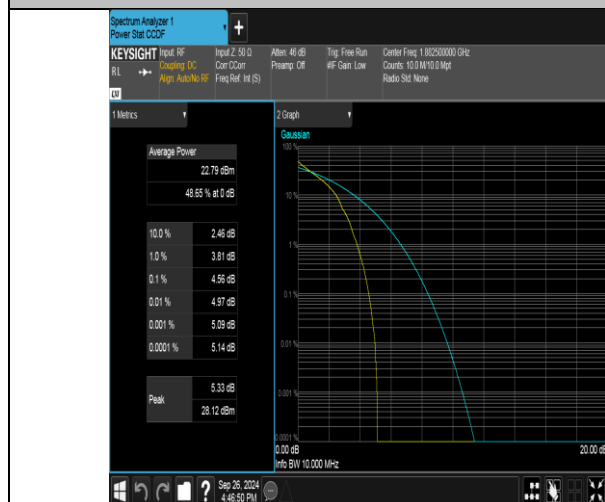 Spectrum Analyzer 1
Power Stat CCDF
+
KEYSIGHT
Input: RF
Input Z: 50 Ω
Atten: 46 dB
Trig: Free Run
Center Freq: 1.882500000 GHz
RL
Coupling: DC
Corr CCorr
Preamp: Off
#IF Gain: Low
Counts: 10.0 M/10.0 Mpt
Align: Auto/No RF
Freq Ref: Int (S)
Radio Std: None
1 Metrics
2 Graph
Gaussian
Average Power
22.79 dBm
48.65 % at 0 dB
10.0 % 2.46 dB
1.0 % 3.81 dB
0.1 % 4.56 dB
0.01 % 4.97 dB
0.001 % 5.09 dB
0.0001 % 5.14 dB
Peak
5.33 dB
28.12 dBm
100 %
10 %
1 %
0.1 %
0.01 %
0.001 %
0.0001 %
0.00 dB
20.00 dB
Info BW 10.000 MHz
?
Sep 26, 2024
4:46:50 PM